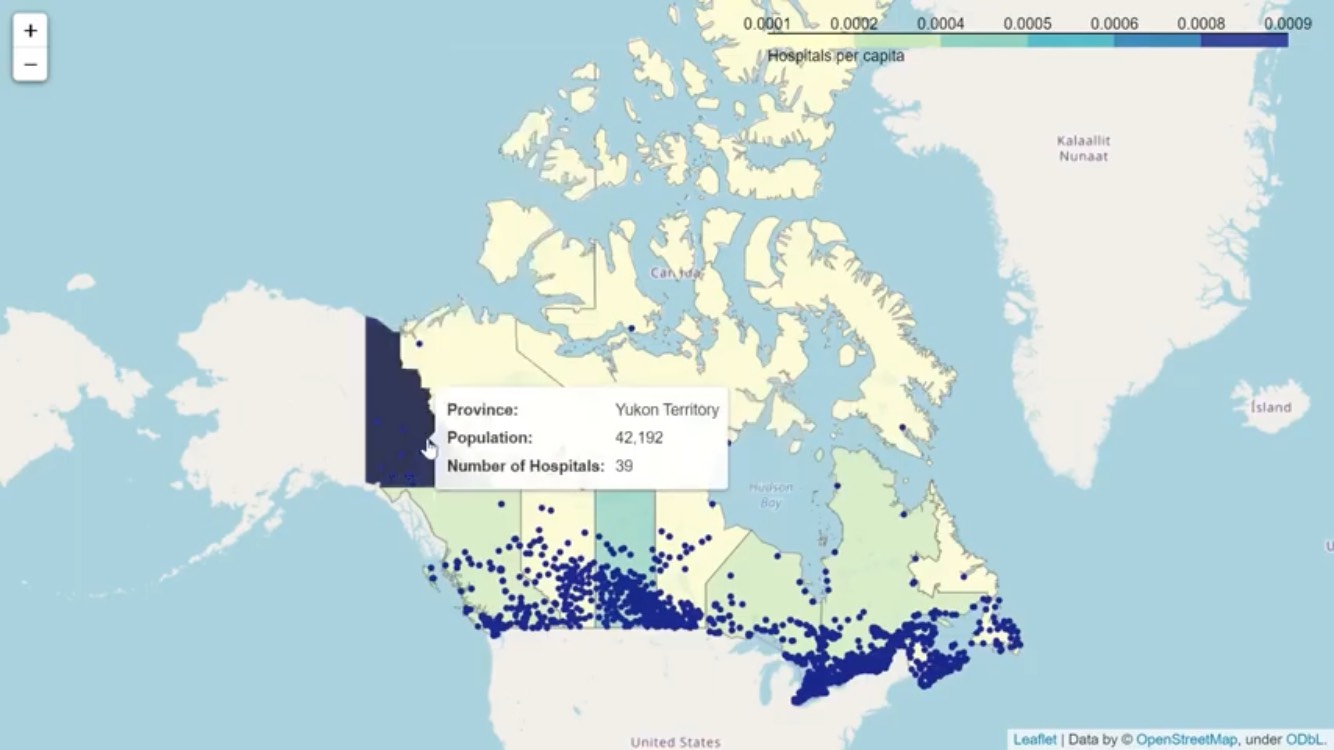 +
−
0.0001 0.0002 0.0004 0.0005 0.0006 0.0008 0.0009
Hospitals per capita
Kalaallit
Nunaat
Canada
Ísland
Province: Yukon Territory
Population: 42,192
Number of Hospitals: 39
Hudson
Bay
United States
Leaflet | Data by © OpenStreetMap, under ODbL.